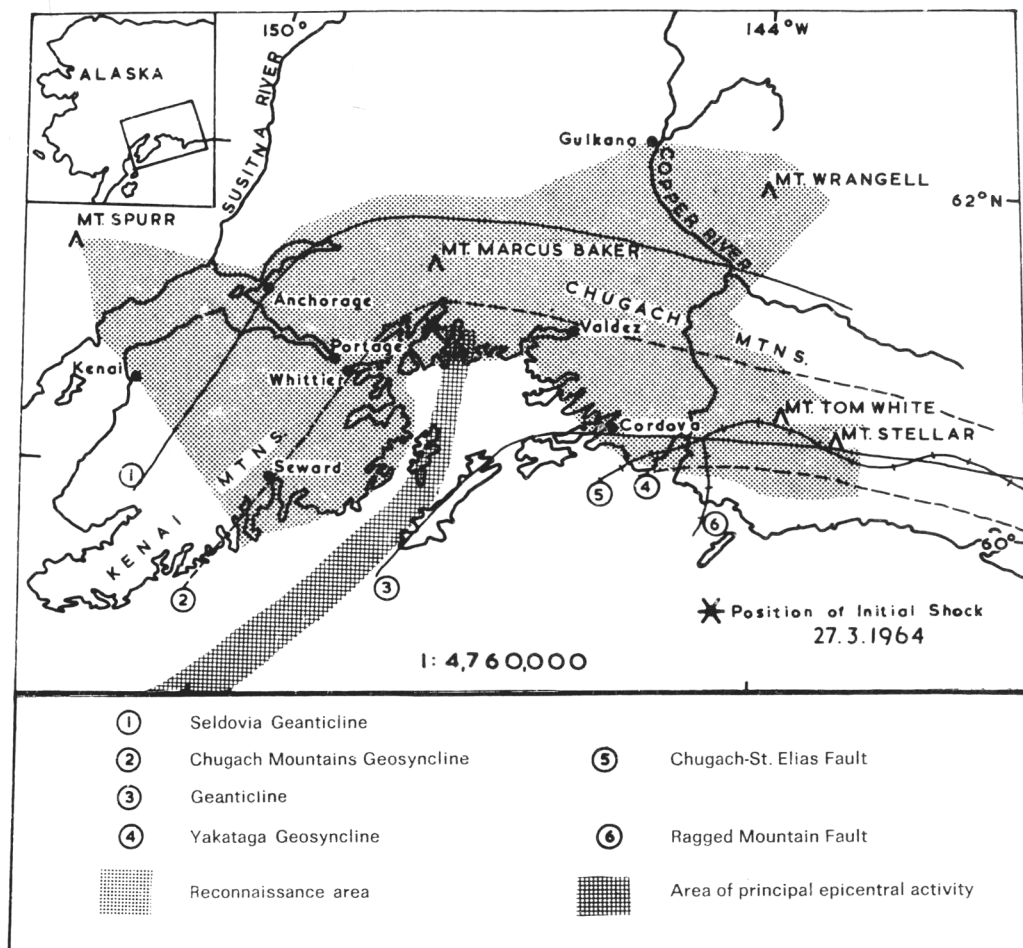 150°
144°W
ALASKA
SUSITNA RIVER
Gulkana
COPPER RIVER
MT. WRANGELL
62°N
MT. SPURR
MT. MARCUS BAKER
Anchorage
CHUGACH
MTNS.
Valdez
Portage
Kenai
Whittier
MT. TOM WHITE
Cordova
MT. STELLAR
Seward
KENAI MTNS.
1
5
4
6
60°
2
3
Position of Initial Shock
27.3.1964
1: 4,760,000
1 Seldovia Geanticline
2 Chugach Mountains Geosyncline
5 Chugach-St. Elias Fault
3 Geanticline
4 Yakataga Geosyncline
6 Ragged Mountain Fault
Reconnaissance area
Area of principal epicentral activity